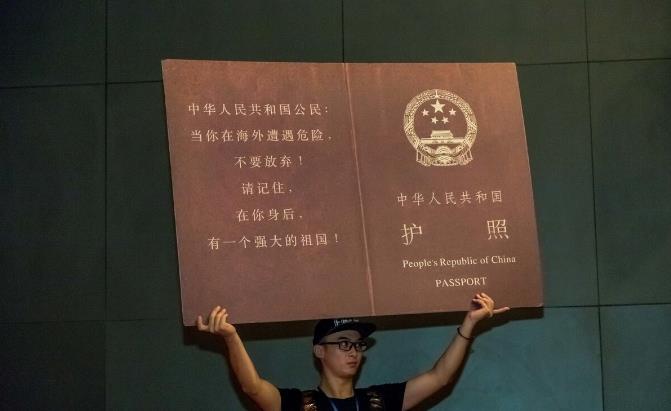 中华人民共和国公民：
当你在海外遭遇危险，
不要放弃！
请记住，
在你身后，
有一个强大的祖国！
中华人民共和国
护照
People's Republic of China
PASSPORT